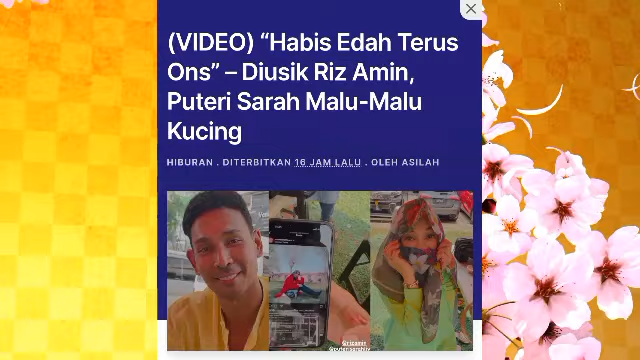 (VIDEO) “Habis Edah Terus
Ons” – Diusik Riz Amin,
Puteri Sarah Malu-Malu
Kucing
HIBURAN . DITERBITKAN 16 JAM LALU . OLEH ASILAH